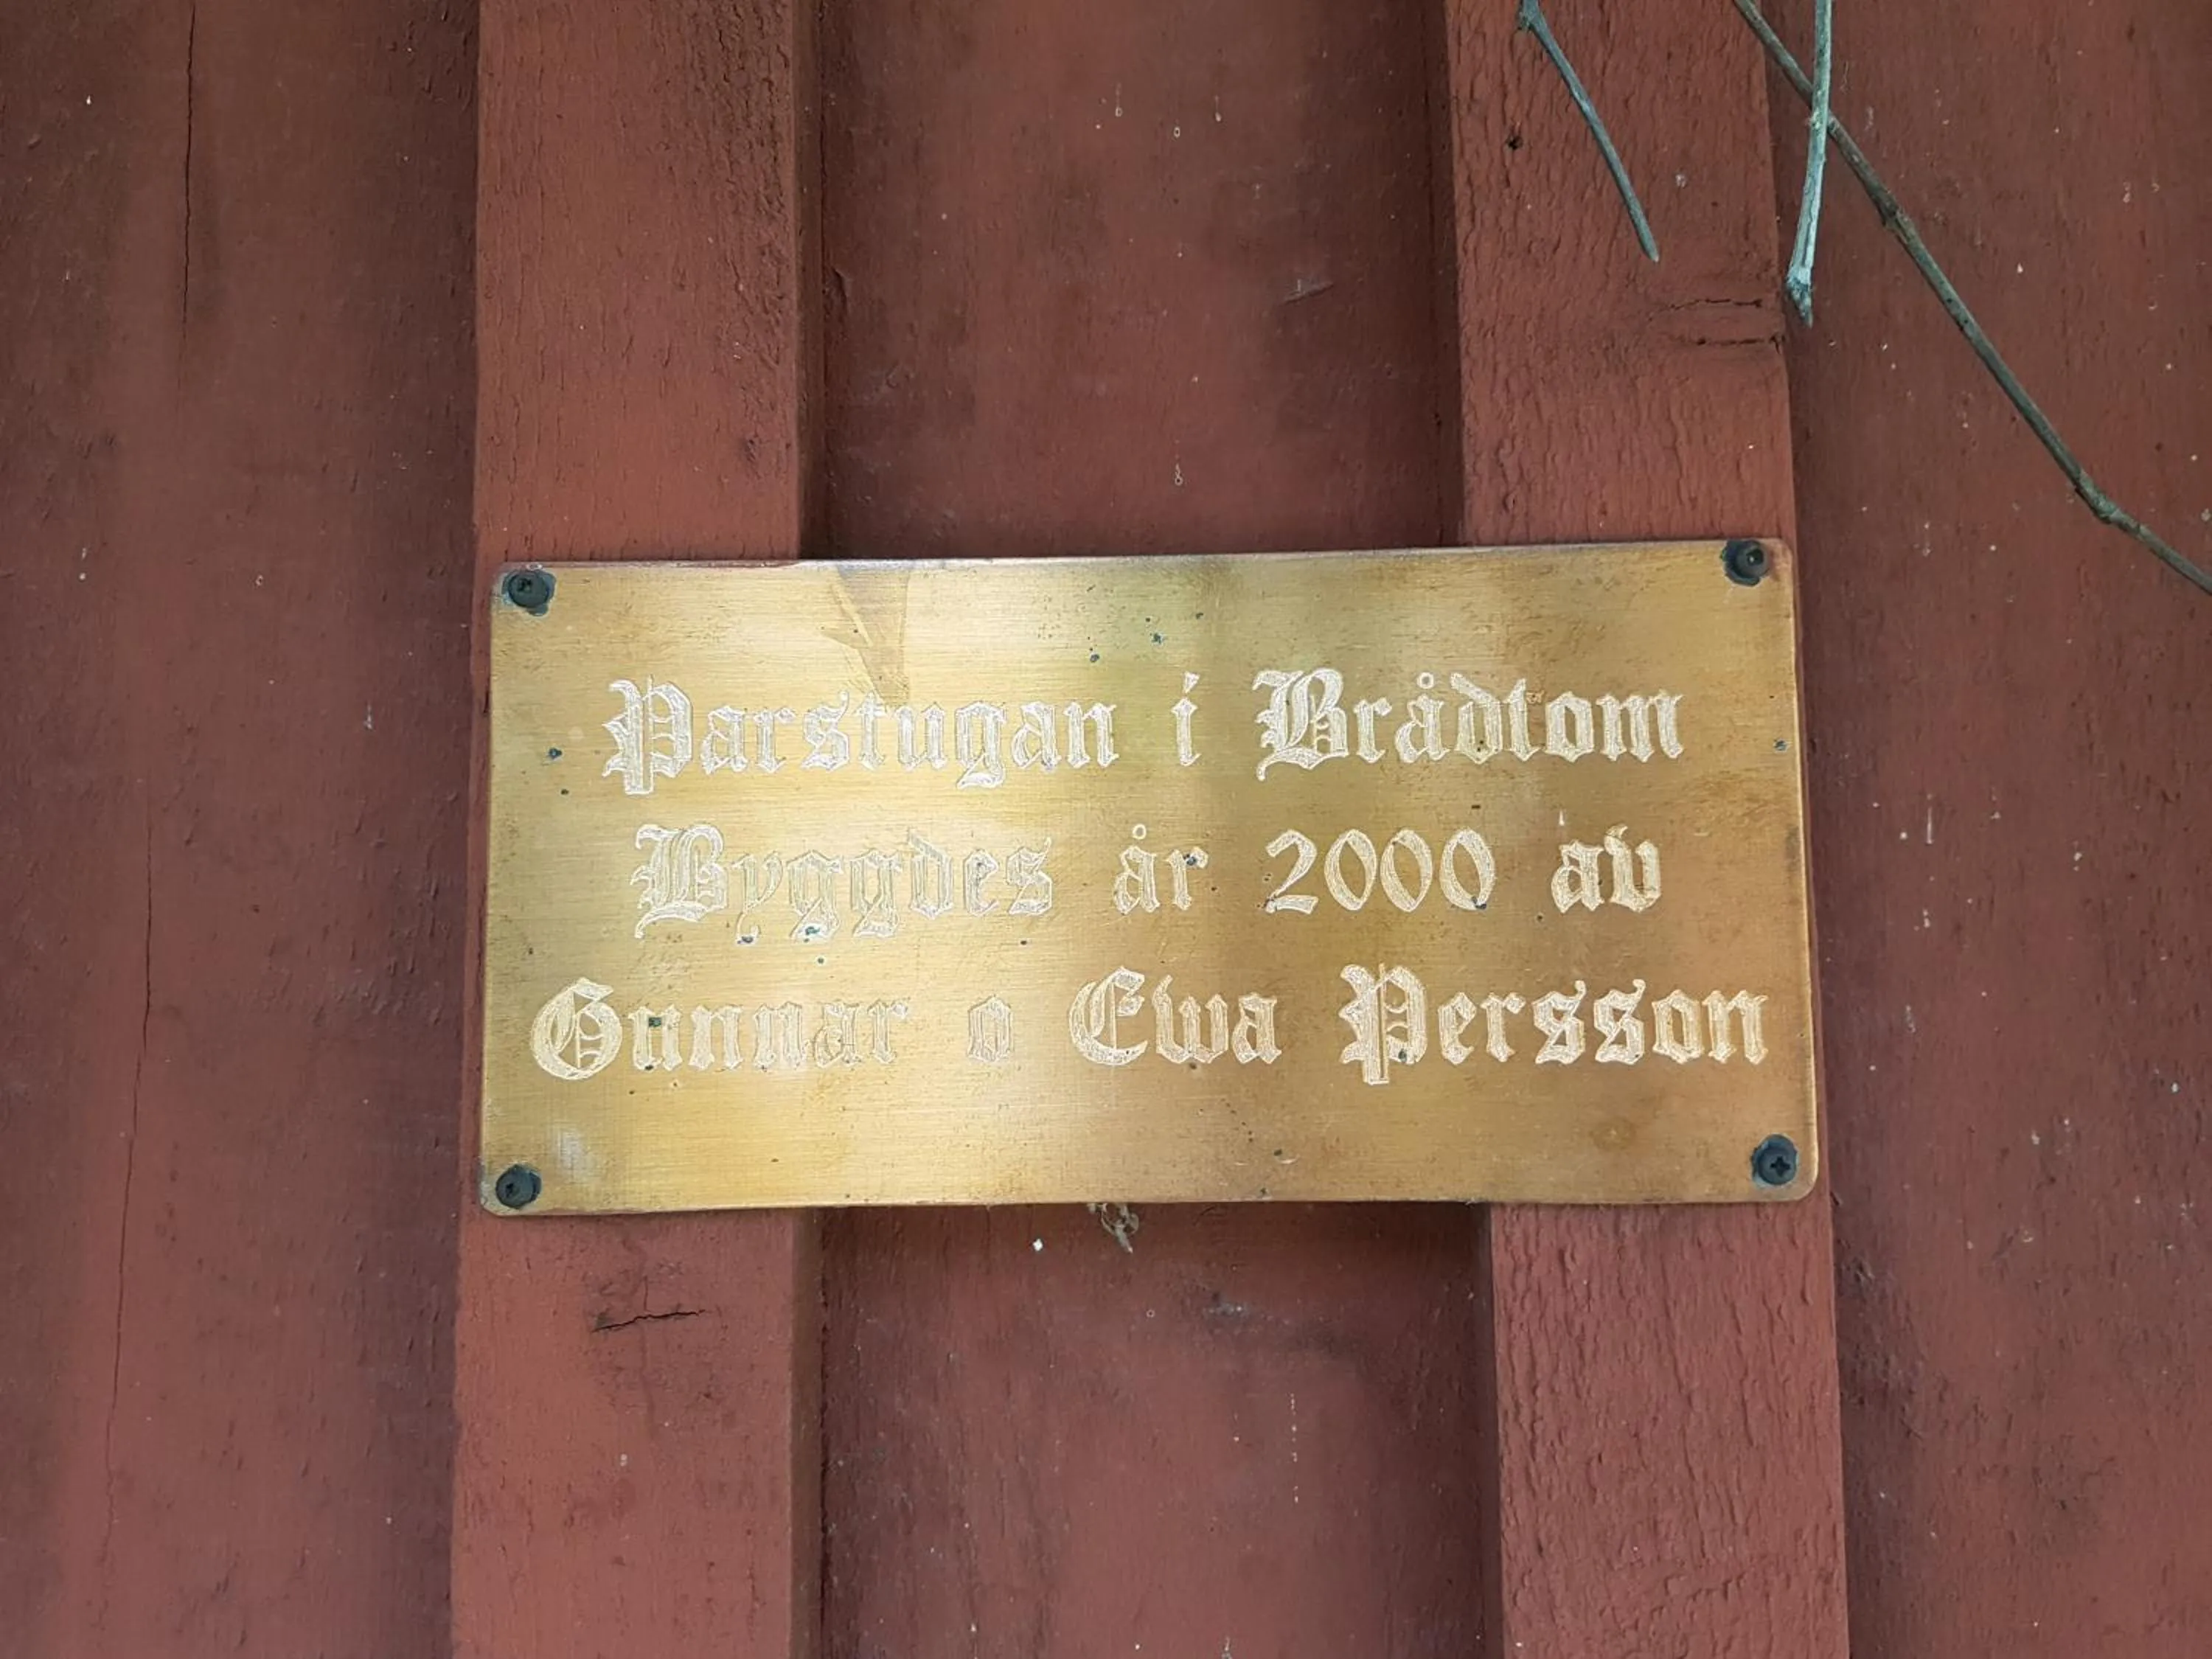 Parstugan i Brådtom
Byggdes år 2000 av
Gunnar o Ewa Persson